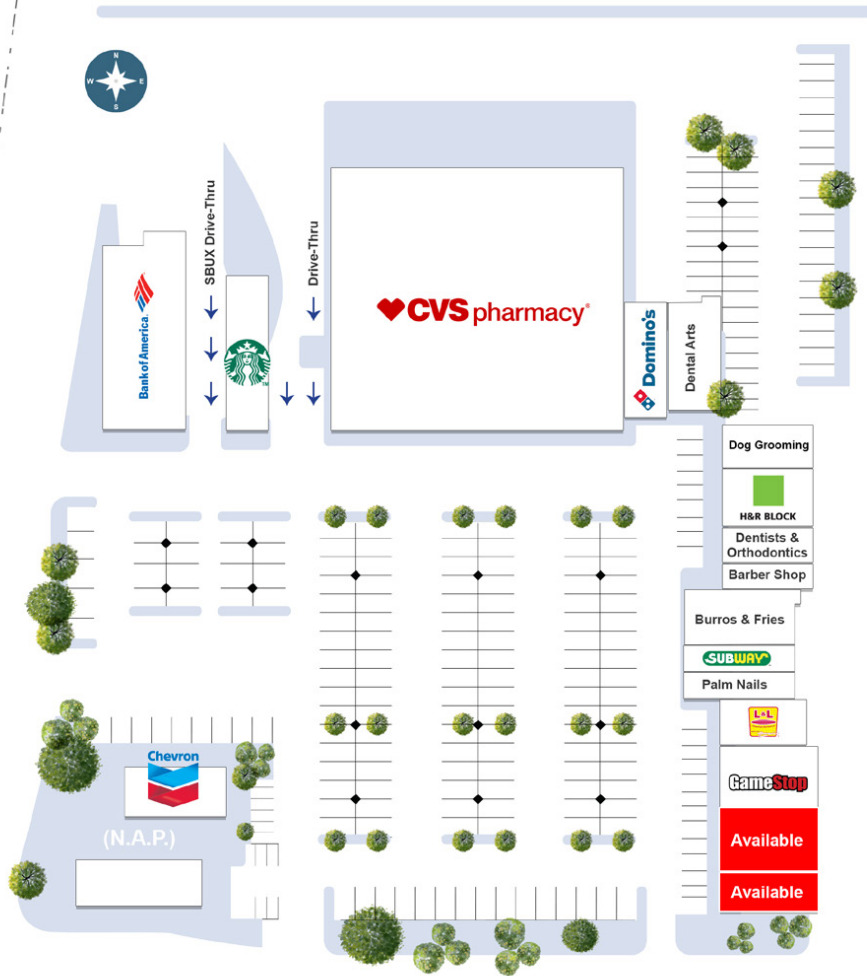 N
W
E
S
SBUX Drive-Thru
Drive-Thru
Bank of America.
CVS pharmacy®
Domino's
Dental Arts
TM
Dog Grooming
H&R BLOCK
Dentists &
Orthodontics
Barber Shop
Burros & Fries
SUBWAY
Palm Nails
L&L
Chevron
GameStop
(N.A.P.)
Available
Available